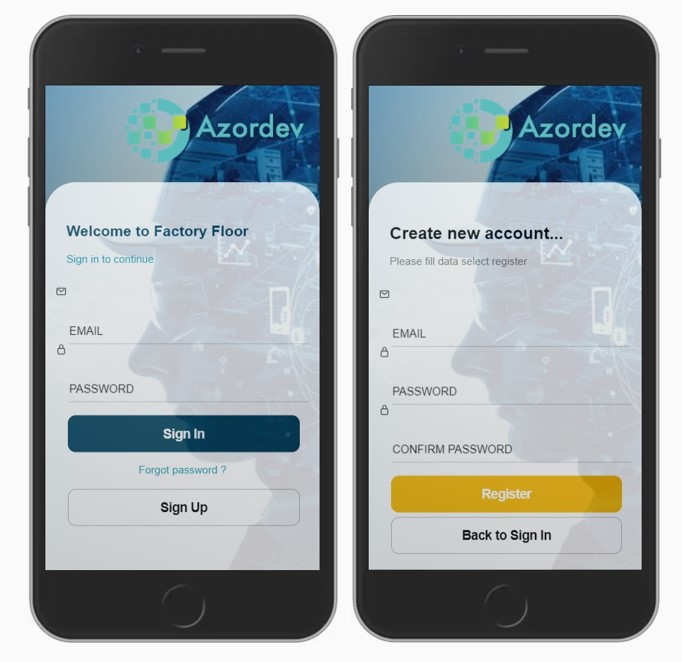 Azordev
Welcome to Factory Floor
Sign in to continue
EMAIL
PASSWORD
Sign In
Forgot password ?
Sign Up
Azordev
Create new account...
Please fill data select register
EMAIL
PASSWORD
CONFIRM PASSWORD
Register
Back to Sign In